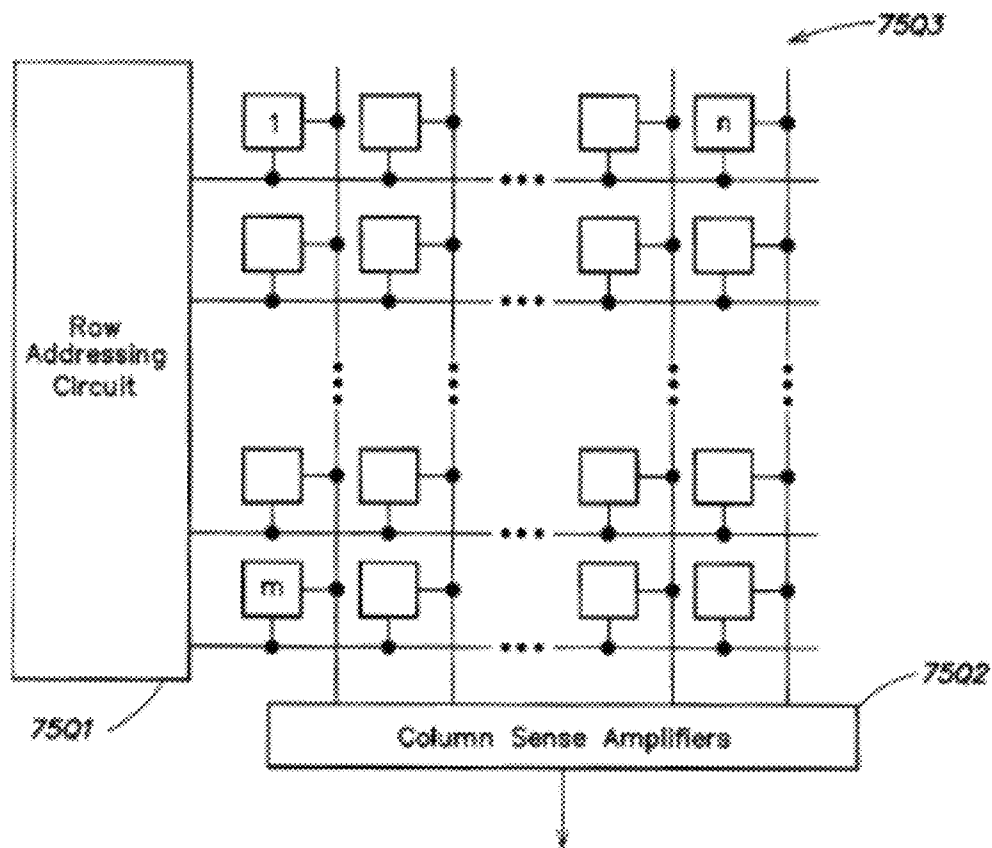 7503
1
n
Row
Addressing
Circuit
m
7501
7502
Column Sense Amplifiers